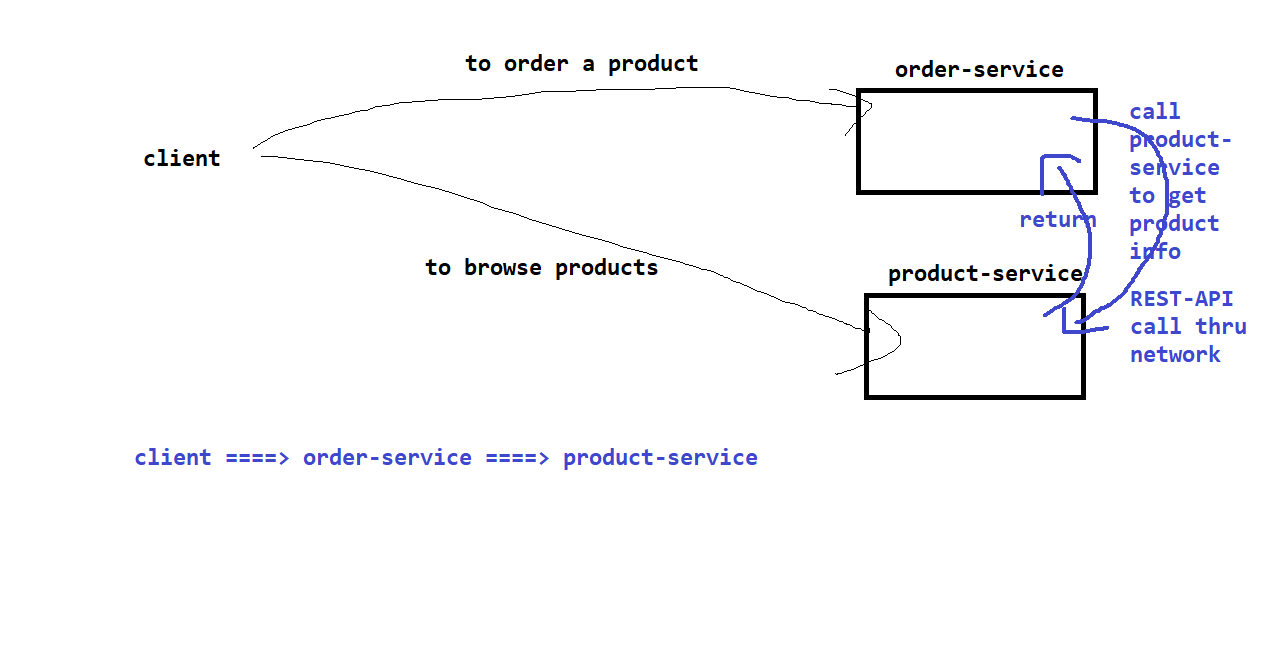 to order a product
order-service
client
call
product-
service
to get
product
info
return
to browse products
product-service
REST-API
call thru
network
client ====> order-service ====> product-service